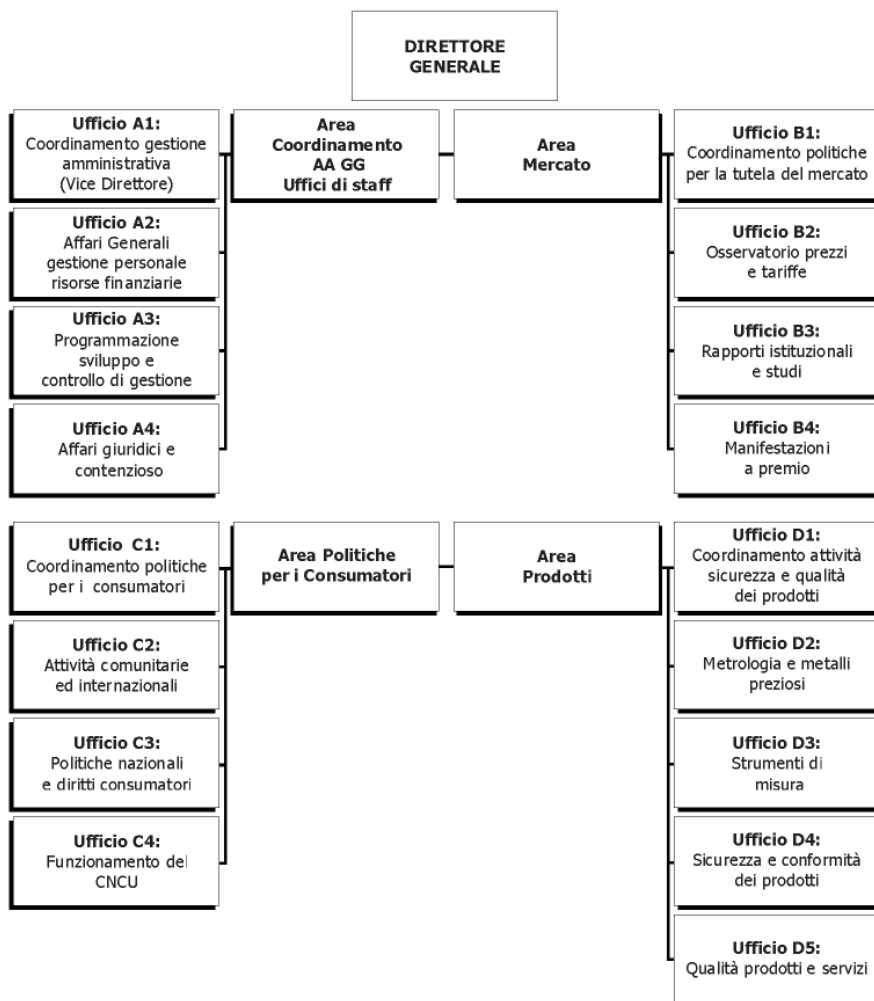 DIRETTORE
GENERALE
Ufficio A1:
Coordinamento gestione
amministrativa
(Vice Direttore)
Area
Coordinamento
AA GG
Uffici di staff
Area
Mercato
Ufficio B1:
Coordinamento politiche
per la tutela del mercato
Ufficio A2:
Affari Generali
gestione personale
risorse finanziarie
Ufficio B2:
Osservatorio prezzi
e tariffe
Ufficio A3:
Programmazione
sviluppo e
controllo di gestione
Ufficio B3:
Rapporti istituzionali
e studi
Ufficio A4:
Affari giuridici e
contenzioso
Ufficio B4:
Manifestazioni
a premio
Ufficio C1:
Coordinamento politiche
per i consumatori
Area Politiche
per i Consumatori
Area
Prodotti
Ufficio D1:
Coordinamento attività
sicurezza e qualità
dei prodotti
Ufficio C2:
Attività comunitarie
ed internazionali
Ufficio D2:
Metrologia e metalli
preziosi
Ufficio C3:
Politiche nazionali
e diritti consumatori
Ufficio D3:
Strumenti di
misura
Ufficio C4:
Funzionamento del
CNCU
Ufficio D4:
Sicurezza e conformità
dei prodotti
Ufficio D5:
Qualità prodotti e servizi